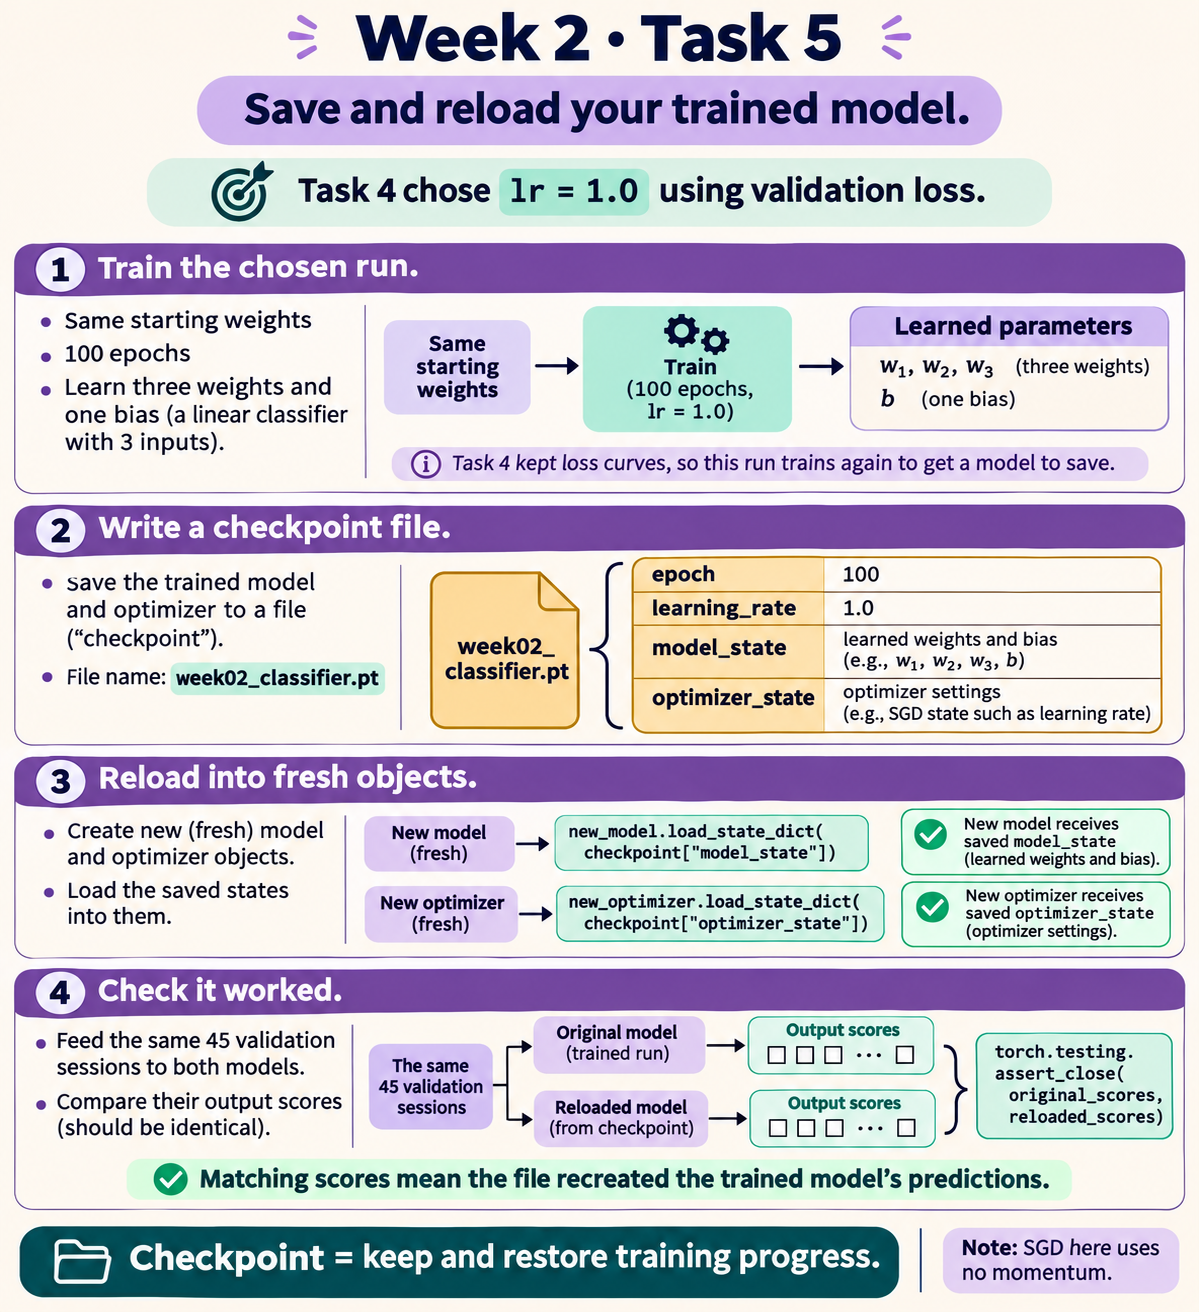 Week 2 • Task 5
Save and reload your trained model.
Task 4 chose lr = 1.0 using validation loss.
1 Train the chosen run.
• Same starting weights
• 100 epochs
• Learn three weights and
one bias (a linear classifier
with 3 inputs).
Same
starting
weights
Train
(100 epochs,
lr = 1.0)
Learned parameters
w1, w2, w3 (three weights)
b (one bias)
i Task 4 kept loss curves, so this run trains again to get a model to save.
2 Write a checkpoint file.
• Save the trained model
and optimizer to a file
(“checkpoint”).
• File name: week02_classifier.pt
week02_
classifier.pt
epoch 100
learning_rate 1.0
model_state learned weights and bias
(e.g., w1, w2, w3, b)
optimizer_state optimizer settings
(e.g., SGD state such as learning rate)
3 Reload into fresh objects.
• Create new (fresh) model
and optimizer objects.
• Load the saved states
into them.
New model
(fresh)
new_model.load_state_dict(
checkpoint["model_state"])
New model receives
saved model_state
(learned weights and bias).
New optimizer
(fresh)
new_optimizer.load_state_dict(
checkpoint["optimizer_state"])
New optimizer receives
saved optimizer_state
(optimizer settings).
4 Check it worked.
• Feed the same 45 validation
sessions to both models.
• Compare their output scores
(should be identical).
The same
45 validation
sessions
Original model
(trained run)
Output scores
...
Reloaded model
(from checkpoint)
Output scores
...
torch.testing.
assert_close(
original_scores,
reloaded_scores)
Matching scores mean the file recreated the trained model’s predictions.
Checkpoint = keep and restore training progress.
Note: SGD here uses
no momentum.